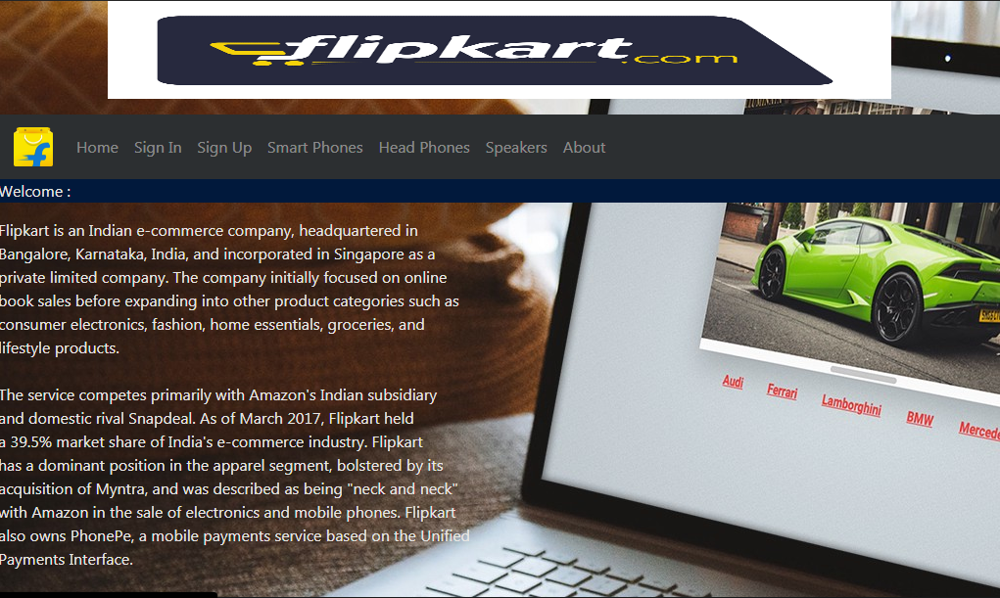 flipkart.com
Home Sign In Sign Up Smart Phones Head Phones Speakers About
Welcome :
Flipkart is an Indian e-commerce company, headquartered in
Bangalore, Karnataka, India, and incorporated in Singapore as a
private limited company. The company initially focused on online
book sales before expanding into other product categories such as
consumer electronics, fashion, home essentials, groceries, and
lifestyle products.
The service competes primarily with Amazon's Indian subsidiary
and domestic rival Snapdeal. As of March 2017, Flipkart held
a 39.5% market share of India's e-commerce industry. Flipkart
has a dominant position in the apparel segment, bolstered by its
acquisition of Myntra, and was described as being "neck and neck"
with Amazon in the sale of electronics and mobile phones. Flipkart
also owns PhonePe, a mobile payments service based on the Unified
Payments Interface.
Audi Ferrari Lamborghini BMW Mercede